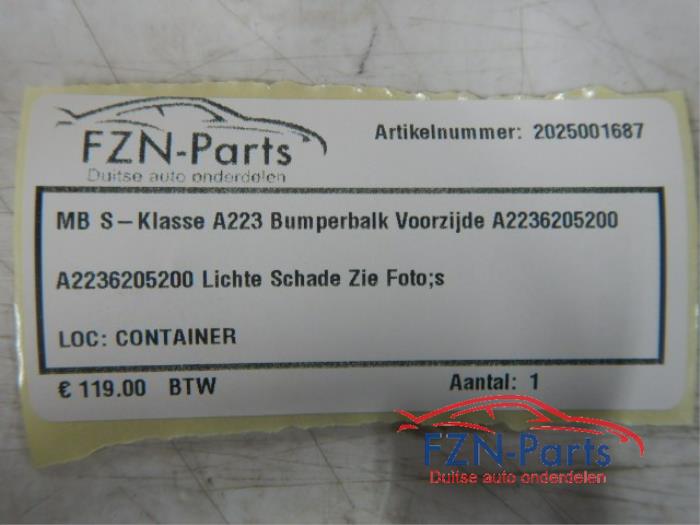 FZN-Parts
Duitse auto onderdelen
Artikelnummer: 2025001687
MB S-Klasse A223 Bumperbalk Voorzijde A2236205200
A2236205200 Lichte Schade Zie Foto;s
LOC: CONTAINER
€ 119.00 BTW
Aantal: 1
FZN-Parts
Duitse auto onderdelen